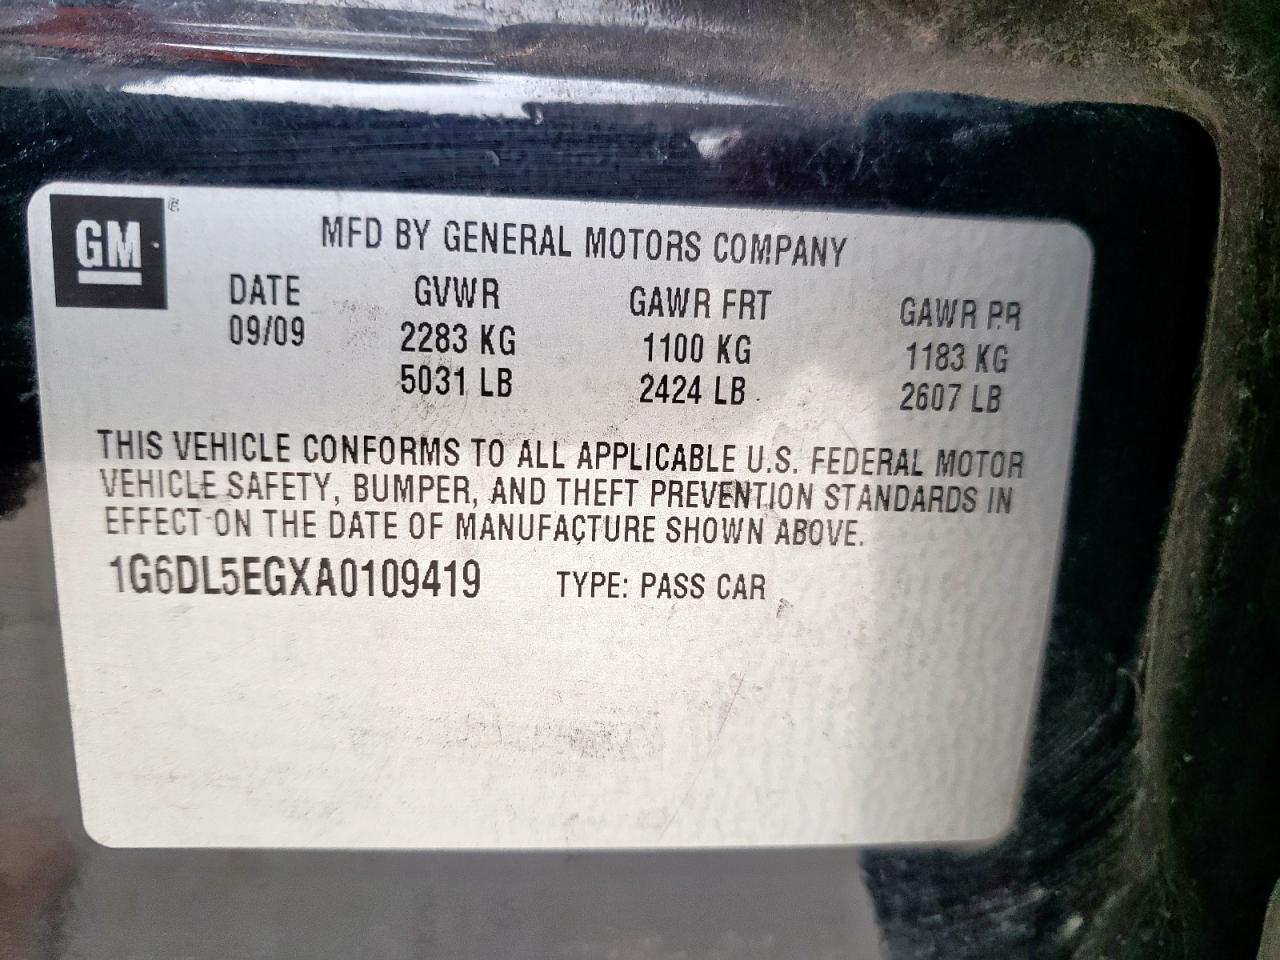 GM ®
MFD BY GENERAL MOTORS COMPANY
DATE GVWR GAWR FRT GAWR RR
09/09 2283 KG 1100 KG 1183 KG
5031 LB 2424 LB 2607 LB
THIS VEHICLE CONFORMS TO ALL APPLICABLE U.S. FEDERAL MOTOR
VEHICLE SAFETY, BUMPER, AND THEFT PREVENTION STANDARDS IN
EFFECT ON THE DATE OF MANUFACTURE SHOWN ABOVE.
1G6DL5EGXA0109419 TYPE: PASS CAR